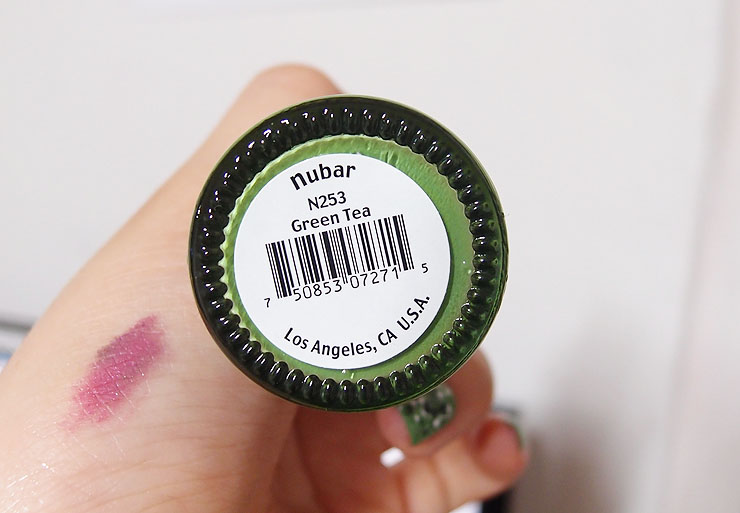 nubar
N253
Green Tea
7 50853 07271 5
Los Angeles, CA U.S.A.